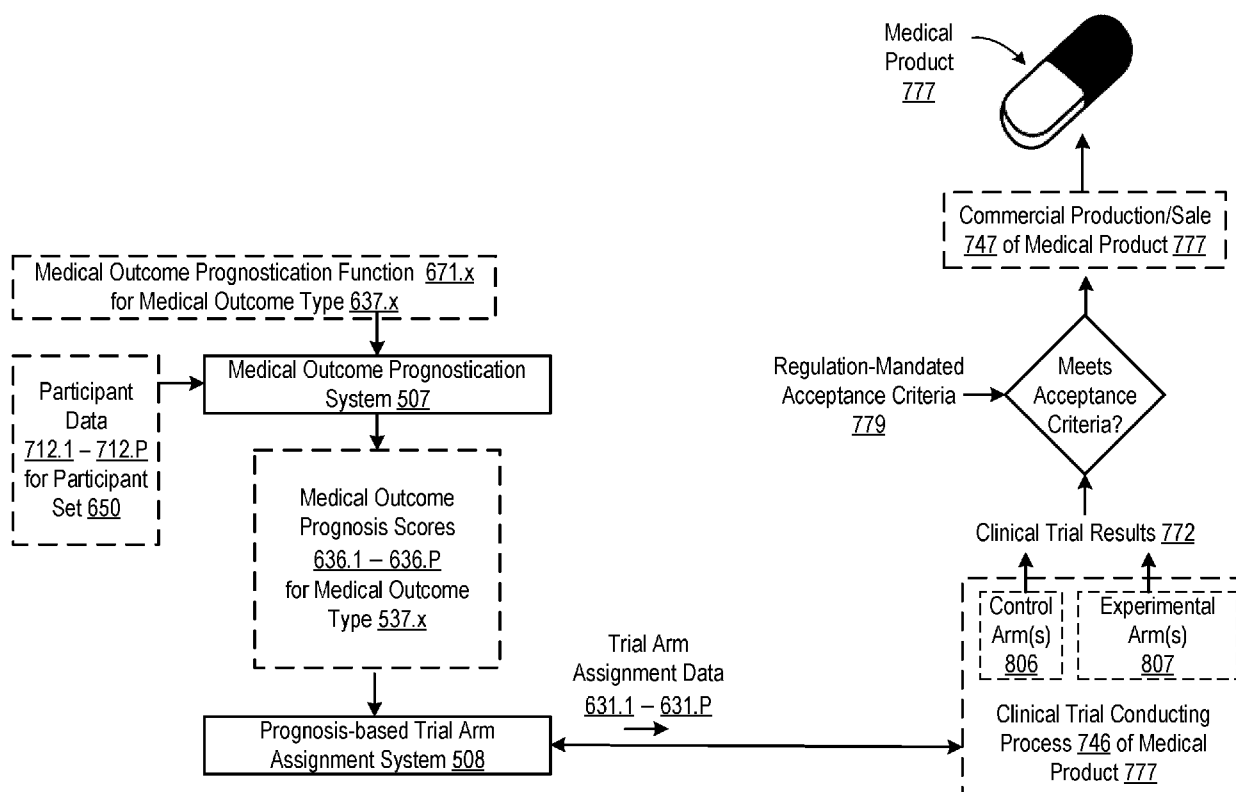 Medical
Product
777
Commercial Production/Sale
747 of Medical Product 777
Medical Outcome Prognostication Function 671.x
for Medical Outcome Type 637.x
Participant
Data
712.1 – 712.P
for Participant
Set 650
Medical Outcome Prognostication
System 507
Regulation-Mandated
Acceptance Criteria
779
Meets
Acceptance
Criteria?
Medical Outcome
Prognosis Scores
636.1 – 636.P
for Medical Outcome
Type 537.x
Clinical Trial Results 772
Control
Arm(s)
806
Experimental
Arm(s)
807
Trial Arm
Assignment Data
631.1 – 631.P
Prognosis-based Trial Arm
Assignment System 508
Clinical Trial Conducting
Process 746 of Medical
Product 777